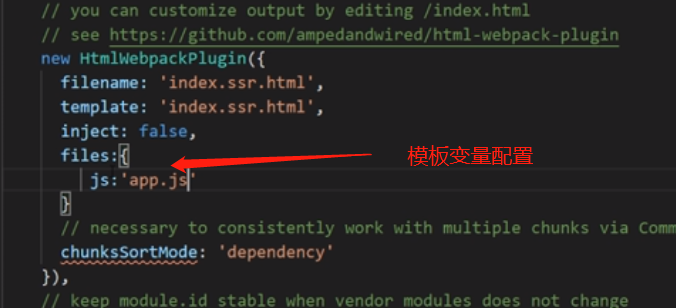 // you can customize output by editing /index.html
// see https://github.com/ampedandwired/html-webpack-plugin
new HtmlWebpackPlugin({
filename: 'index.ssr.html',
template: 'index.ssr.html',
inject: false,
files:{
模板变量配置
js:'app.js'
}
// necessary to consistently work with multiple chunks via Comm
chunksSortMode: 'dependency'
}),
// keep module.id stable when vendor modules does not change